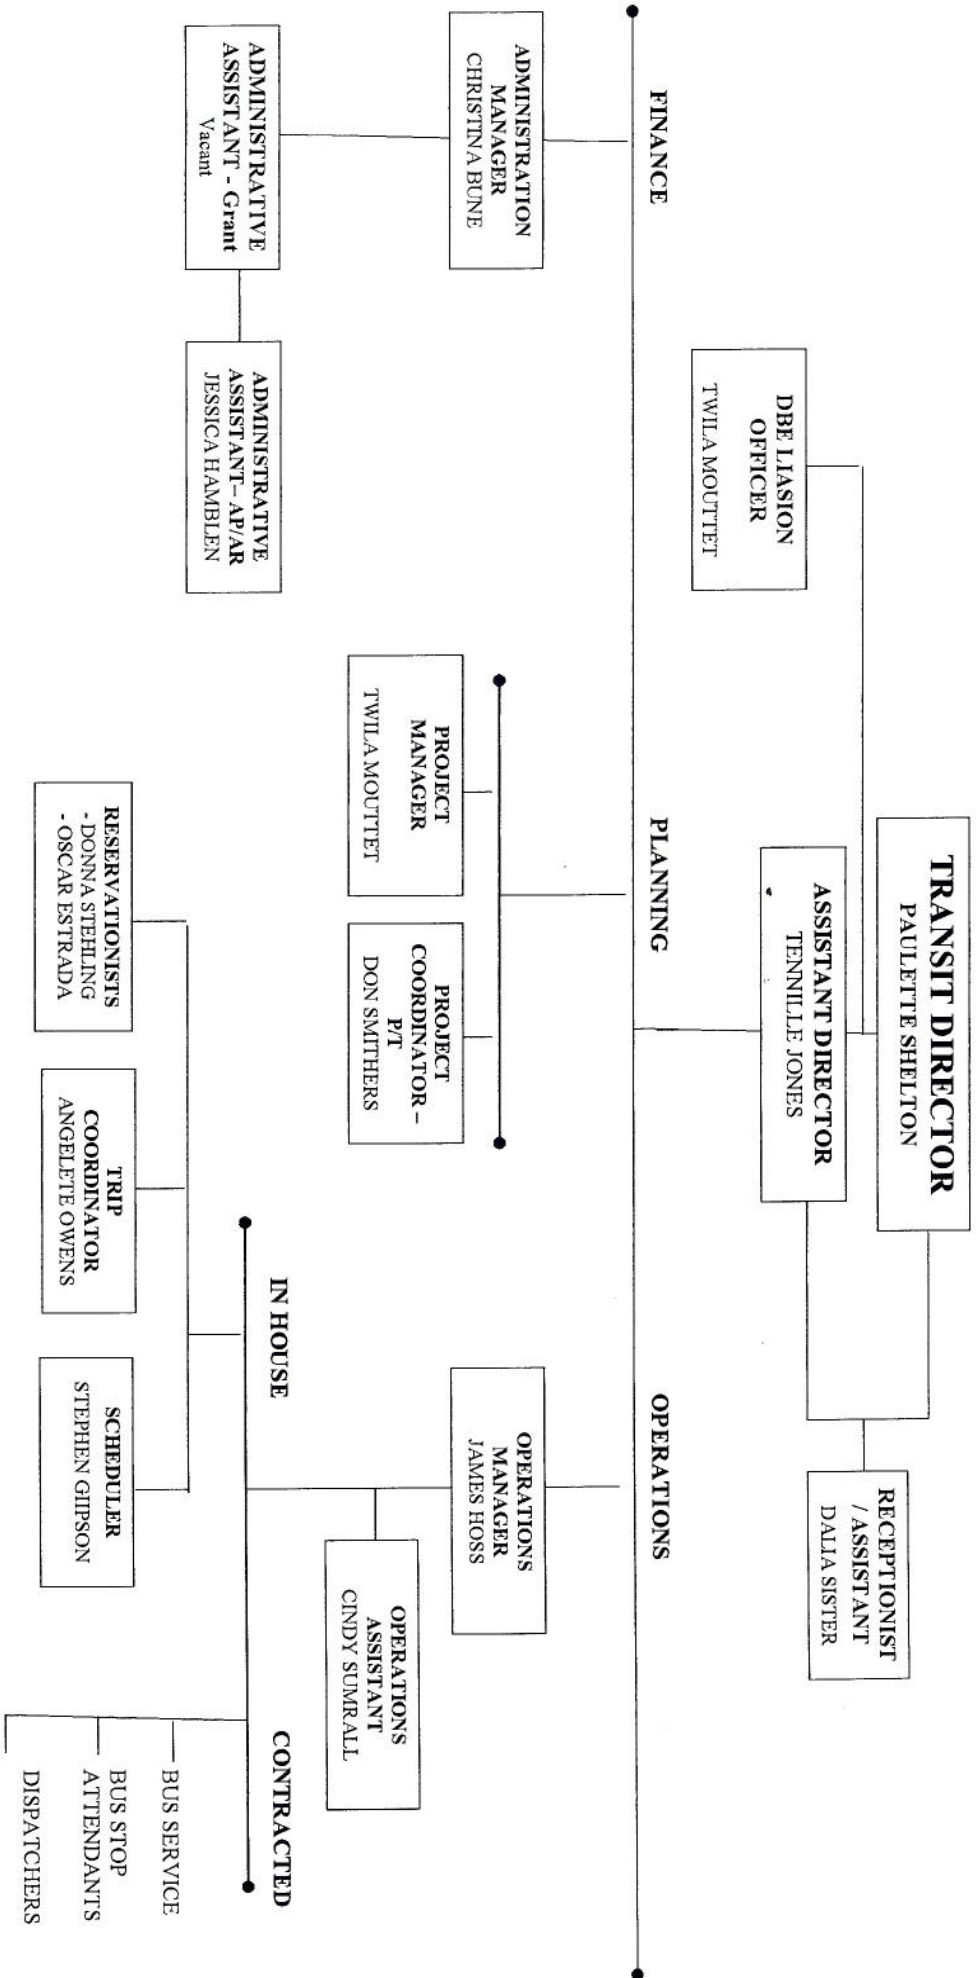 TRANSIT DIRECTOR
PAULETTE SHELTON
ASSISTANT DIRECTOR
TENNILLE JONES
RECEPTIONIST
/ ASSISTANT
DALIA SISTER
DBE LIASION
OFFICER
TWILA MOUTTET
FINANCE
PLANNING
OPERATIONS
ADMINISTRATION
MANAGER
CHRISTINA BUNE
ADMINISTRATIVE
ASSISTANT - Grant
Vacant
ADMINISTRATIVE
ASSISTANT– AP/AR
JESSICA HAMBLEN
PROJECT
MANAGER
TWILA MOUTTET
PROJECT
COORDINATOR –
P/T
DON SMITHERS
OPERATIONS
MANAGER
JAMES HOSS
OPERATIONS
ASSISTANT
CINDY SUMRALL
IN HOUSE
CONTRACTED
RESERVATIONISTS
- DONNA STEHLING
- OSCAR ESTRADA
TRIP
COORDINATOR
ANGELETE OWENS
SCHEDULER
STEPHEN GIPSON
BUS SERVICE
BUS STOP
ATTENDANTS
DISPATCHERS